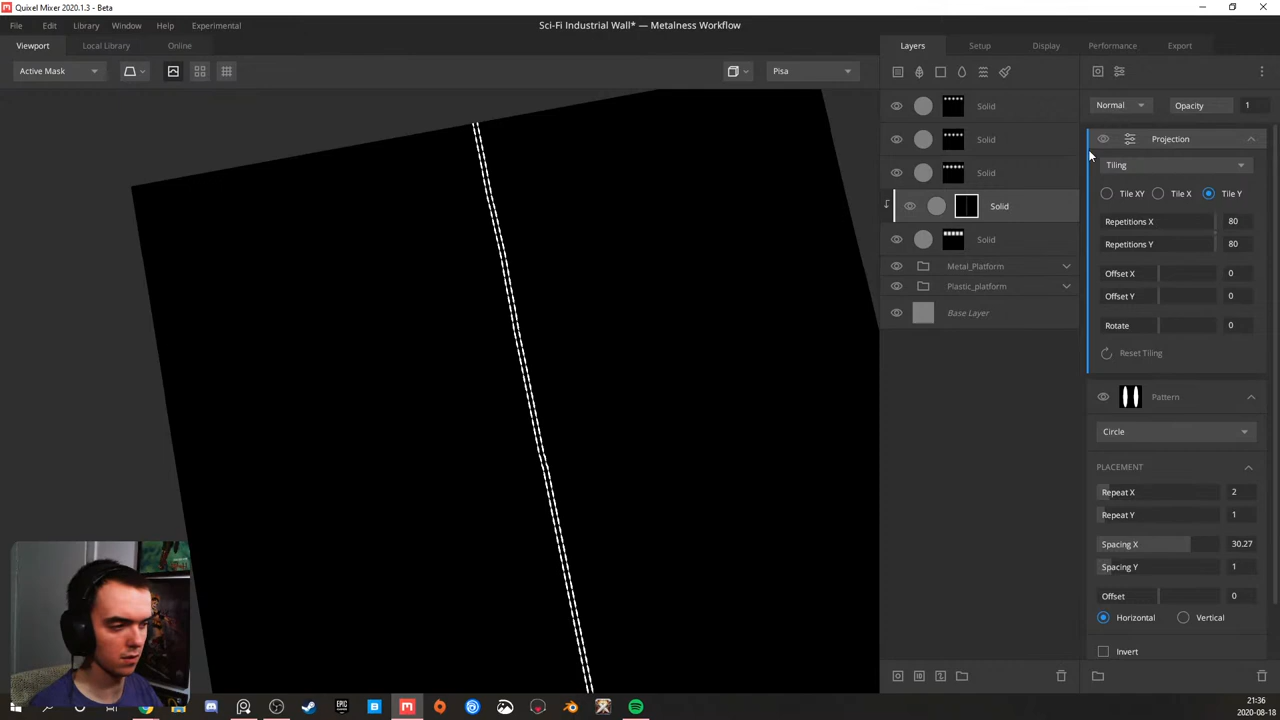 Quixel Mixer 2020.1.3 - Beta
File Edit Library Window Help Experimental
Sci-Fi Industrial Wall* — Metalness Workflow
Viewport Local Library Online
Layers Setup Display Performance Export
Active Mask
Pisa
Normal Opacity 1
Solid
Solid
Solid
Solid
Solid
Metal_Platform
Plastic_platform
Base Layer
Projection
Tiling
Tile XY Tile X Tile Y
Repetitions X 80
Repetitions Y 80
Offset X 0
Offset Y 0
Rotate 0
Reset Tiling
Pattern
Circle
PLACEMENT
Repeat X 2
Repeat Y 1
Spacing X 30.27
Spacing Y 1
Offset 0
Horizontal Vertical
Invert
EPIC
21:36
2020-08-18